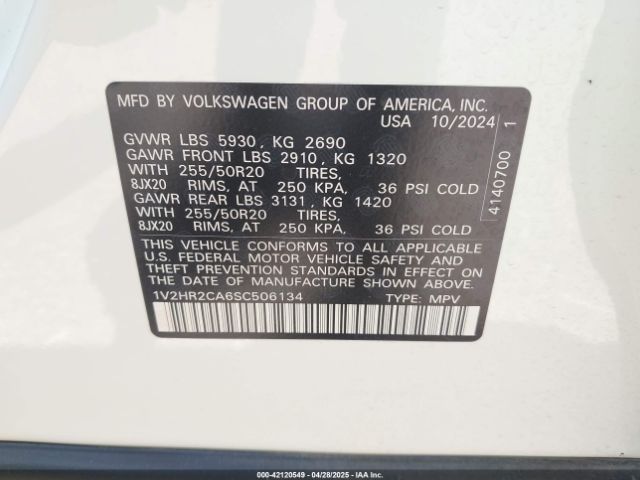 MFD BY VOLKSWAGEN GROUP OF AMERICA, INC.
USA 10/2024
GVWR LBS 5930, KG 2690
GAWR FRONT LBS 2910, KG 1320
WITH 255/50R20 TIRES,
8JX20 RIMS, AT 250 KPA, 36 PSI COLD
GAWR REAR LBS 3131, KG 1420
WITH 255/50R20 TIRES,
8JX20 RIMS, AT 250 KPA, 36 PSI COLD
THIS VEHICLE CONFORMS TO ALL APPLICABLE
U.S. FEDERAL MOTOR VEHICLE SAFETY AND
THEFT PREVENTION STANDARDS IN EFFECT ON
THE DATE OF MANUFACTURE SHOWN ABOVE.
1V2HR2CA6SC506134 TYPE: MPV
4140700 1
000-42120549 - 04/28/2025 - IAAI, Inc.